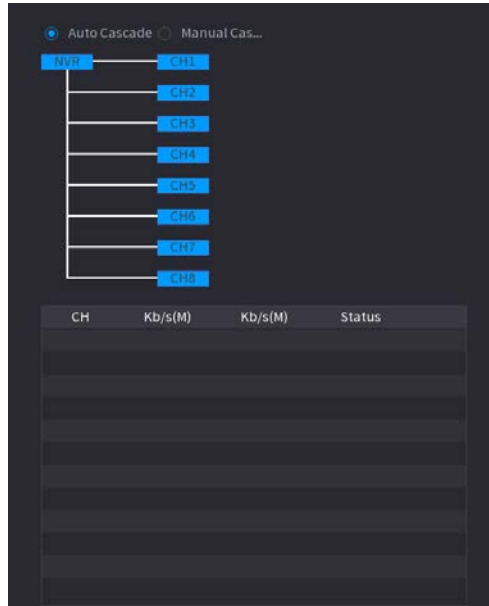 Auto Cascade Manual Cas...
NVR CH1
CH2
CH3
CH4
CH5
CH6
CH7
CH8
CH Kb/s(M) Kb/s(M) Status